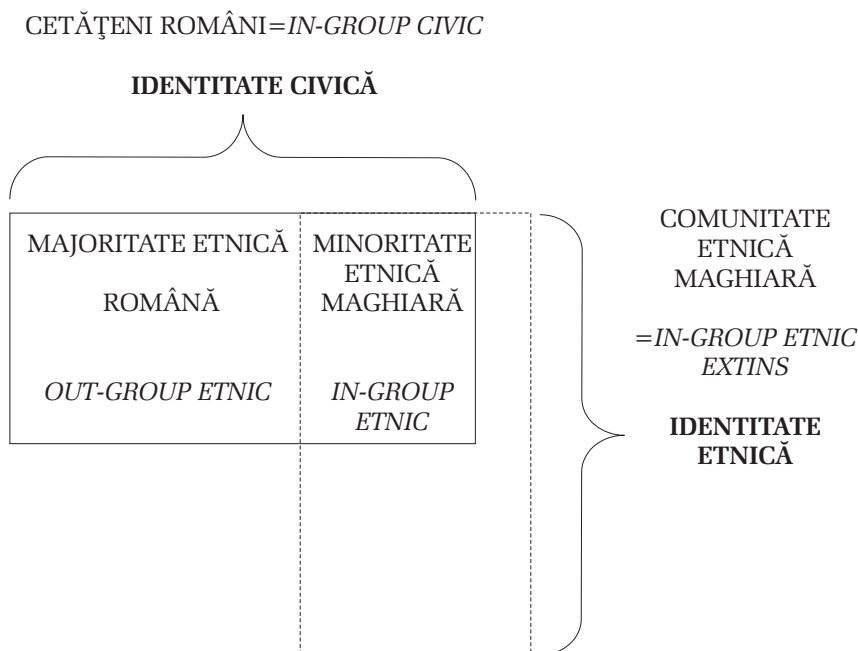 CETĂŢENI ROMÂNI=IN-GROUP CIVIC
IDENTITATE CIVICĂ
MAJORITATE ETNICĂ
ROMÂNĂ
OUT-GROUP ETNIC
MINORITATE
ETNICĂ
MAGHIARĂ
IN-GROUP
ETNIC
COMUNITATE
ETNICĂ
MAGHIARĂ
=IN-GROUP ETNIC
EXTINS
IDENTITATE
ETNICĂ